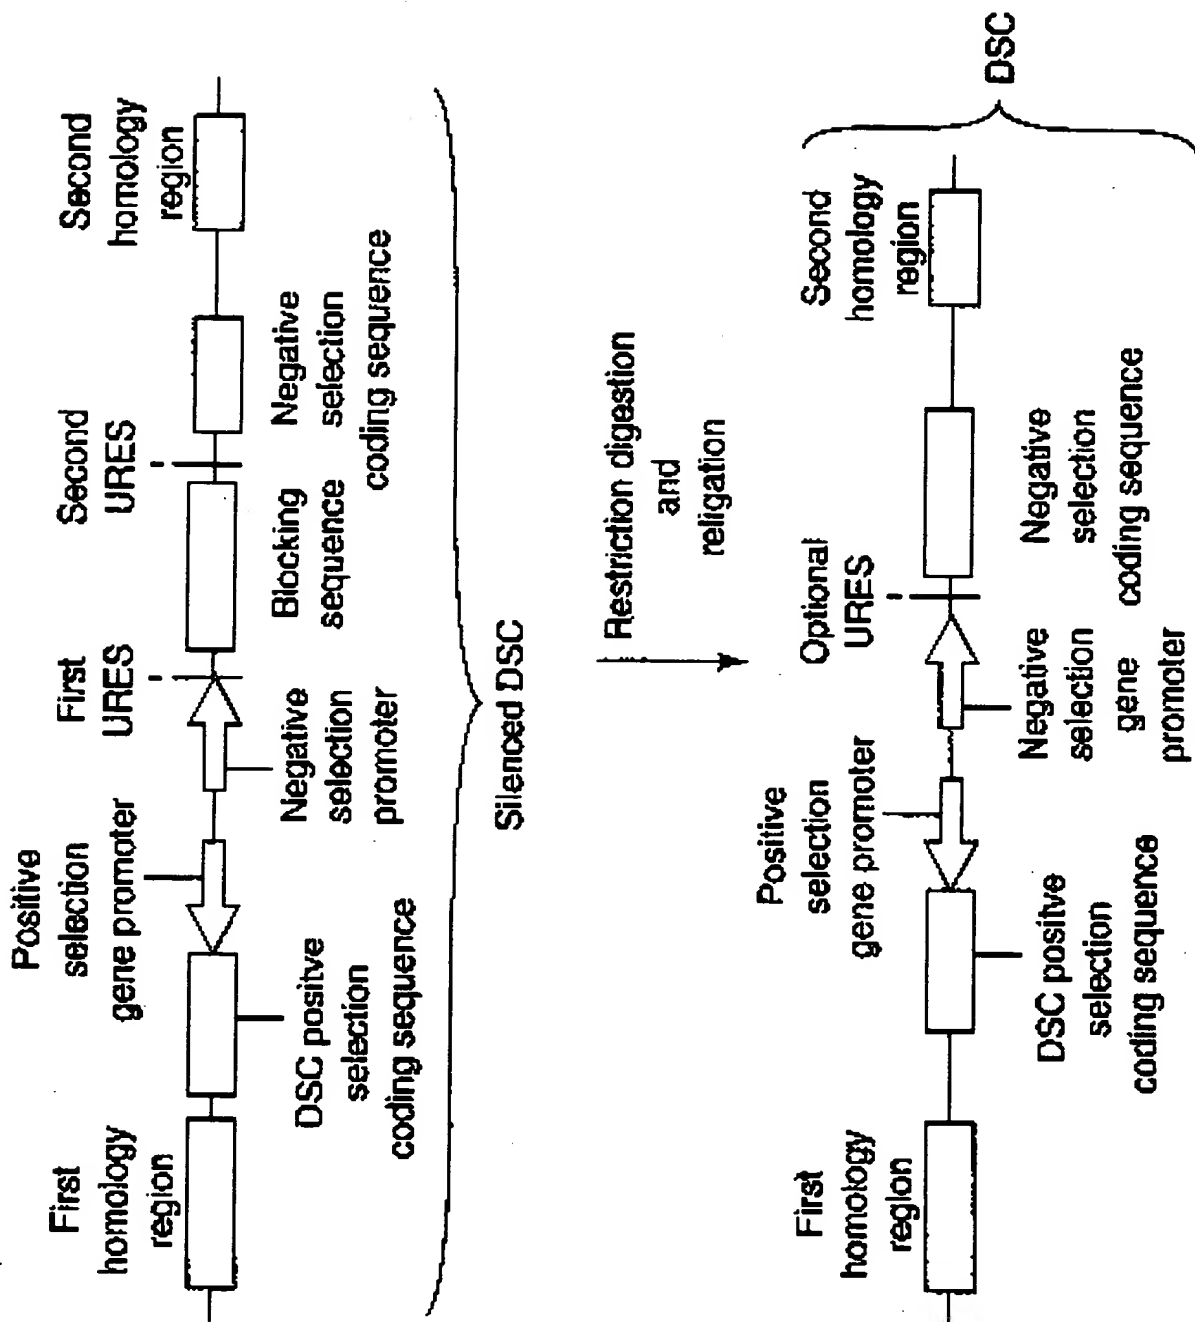 First
homology
region
DSC positve
selection
coding sequence
Positive
selection
gene promoter
Negative
selection
promoter
First
URES
Blocking
sequence
Second
URES
Negative
selection
coding sequence
Second
homology
region
Silenced DSC
Restriction digestion
and
religation
First
homology
region
DSC positve
selection
coding sequence
Positive
selection
gene promoter
Negative
selection
gene
promoter
Optional
URES
Negative
selection
coding sequence
Second
homology
region
DSC